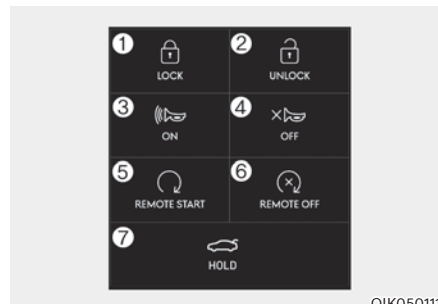 1 LOCK
2 UNLOCK
3 ON
4 OFF
5 REMOTE START
6 REMOTE OFF
7 HOLD